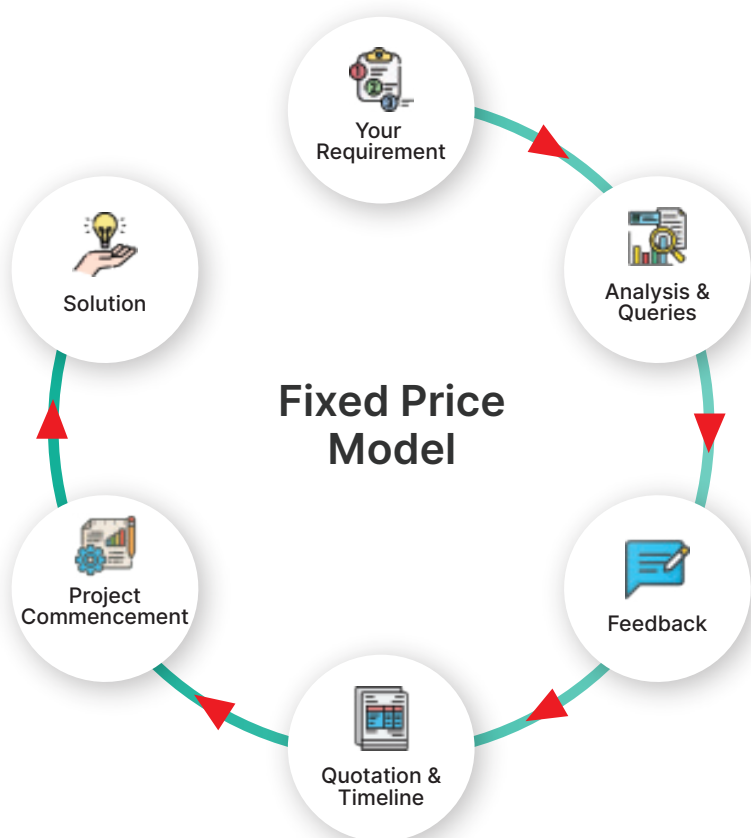 Your
Requirement
Analysis &
Queries
Feedback
Quotation &
Timeline
Project
Commencement
Solution
Fixed Price
Model